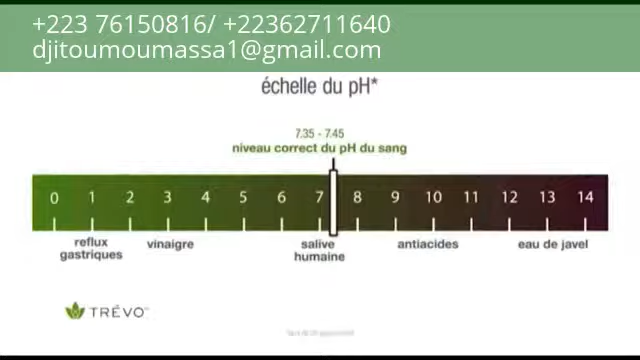 +223 76150816/ +22362711640
djitoumoumassa1@gmail.com
échelle du pH*
7.35 - 7.45
niveau correct du pH du sang
0 1 2 3 4 5 6 7 8 9 10 11 12 13 14
reflux gastriques
vinaigre
salive humaine
antiacides
eau de javel
TRĒVO™